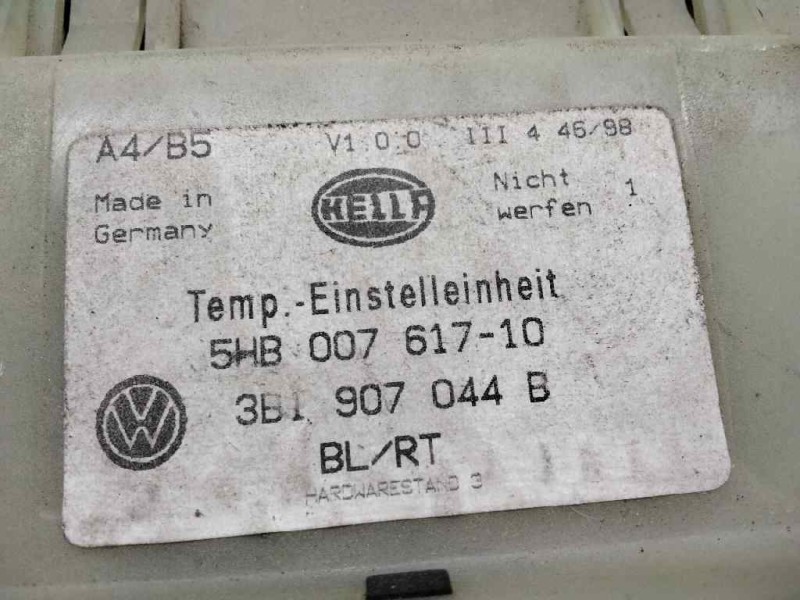 A4/B5 V1.0.0 III 4 46/98
Made in Germany
HELLA
Nicht werfen 1
Temp.-Einstelleinheit
5HB 007 617-10
VW
3B1 907 044 B
BL/RT
HARDWARESTAND 3